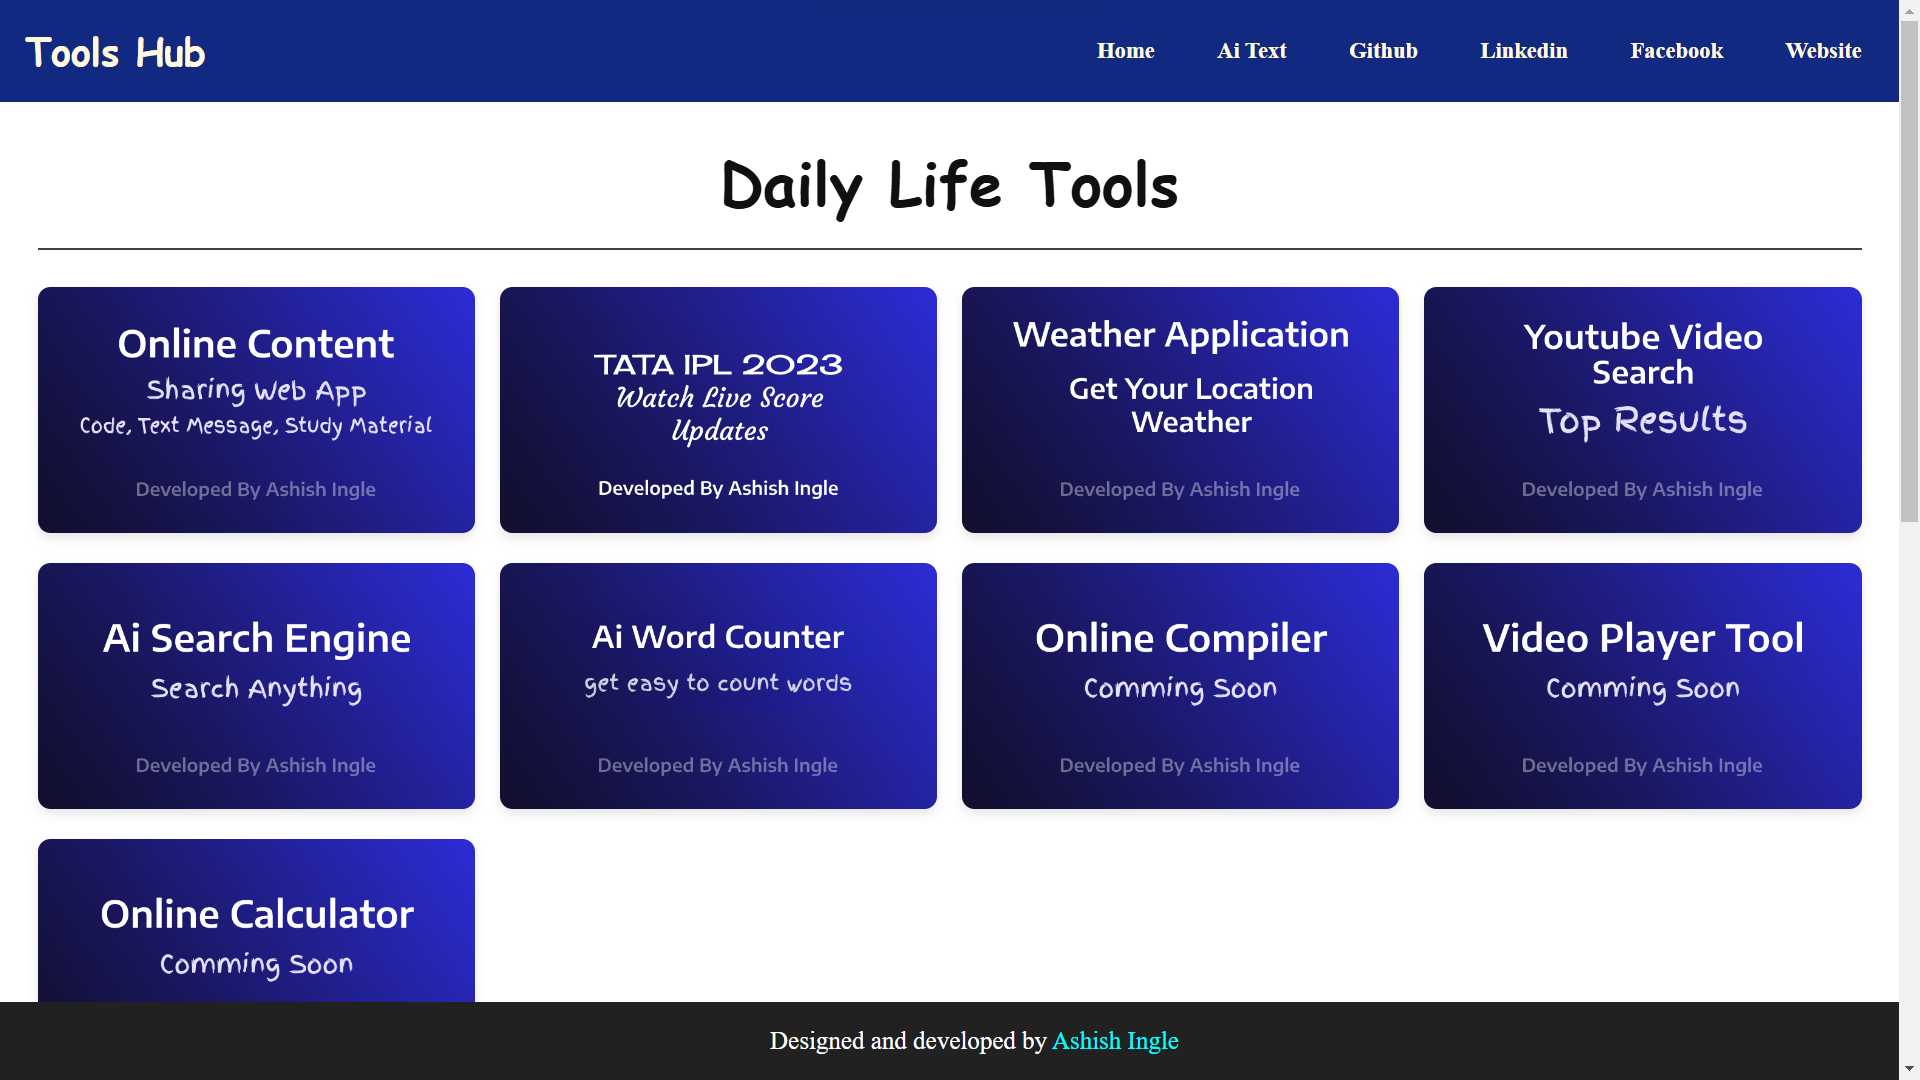 Tools Hub
Home Ai Text Github Linkedin Facebook Website
Daily Life Tools
Online Content
Sharing Web App
Code, Text Message, Study Material
Developed By Ashish Ingle
TATA IPL 2023
Watch Live Score
Updates
Developed By Ashish Ingle
Weather Application
Get Your Location
Weather
Developed By Ashish Ingle
Youtube Video
Search
Top Results
Developed By Ashish Ingle
Ai Search Engine
Search Anything
Developed By Ashish Ingle
Ai Word Counter
get easy to count words
Developed By Ashish Ingle
Online Compiler
Comming Soon
Developed By Ashish Ingle
Video Player Tool
Comming Soon
Developed By Ashish Ingle
Online Calculator
Comming Soon
Designed and developed by Ashish Ingle